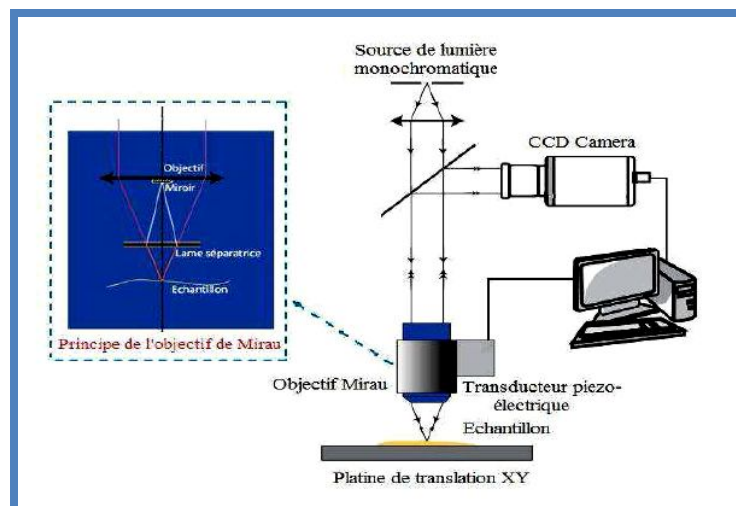 Source de lumière
monochromatique
CCD Camera
Objectif
Miroir
Lame séparatrice
Echantillon
Principe de l'objectif de Mirau
Objectif Mirau
Transducteur piezo-
électrique
Echantillon
Platine de translation XY